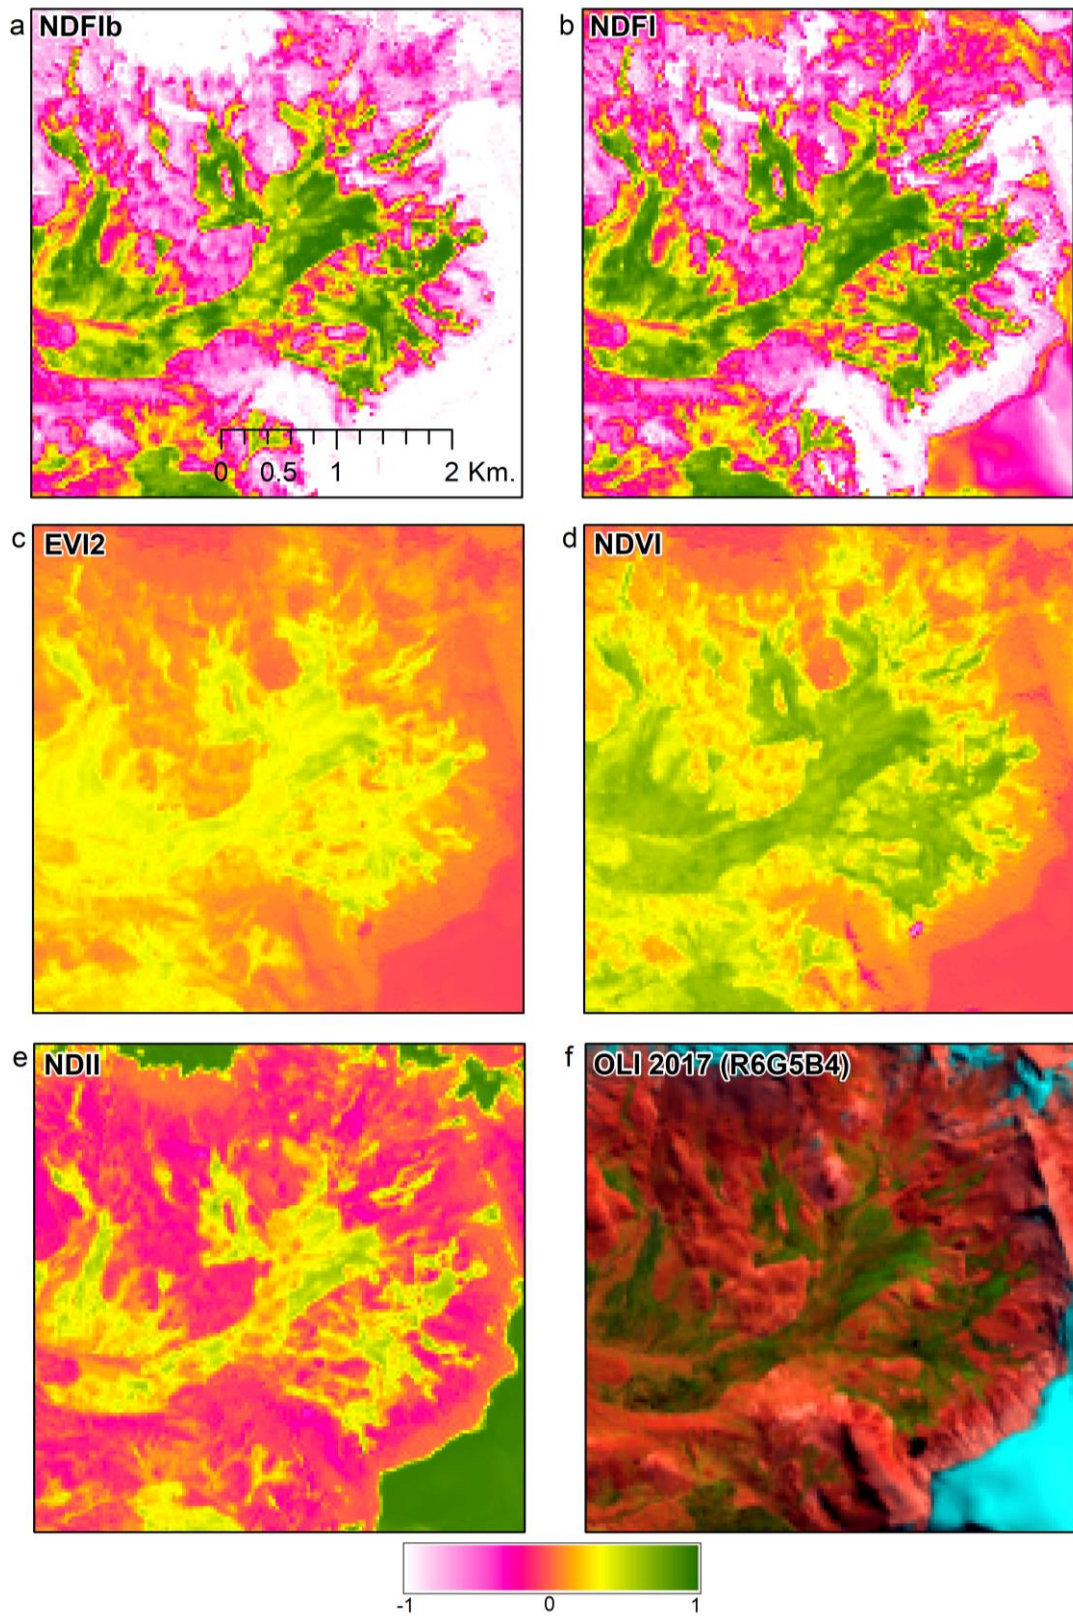 a NDFIb
b NDFI
0 0.5 1 2 Km.
c EVI2
d NDVI
e NDII
f OLI 2017 (R6G5B4)
-1 0 1